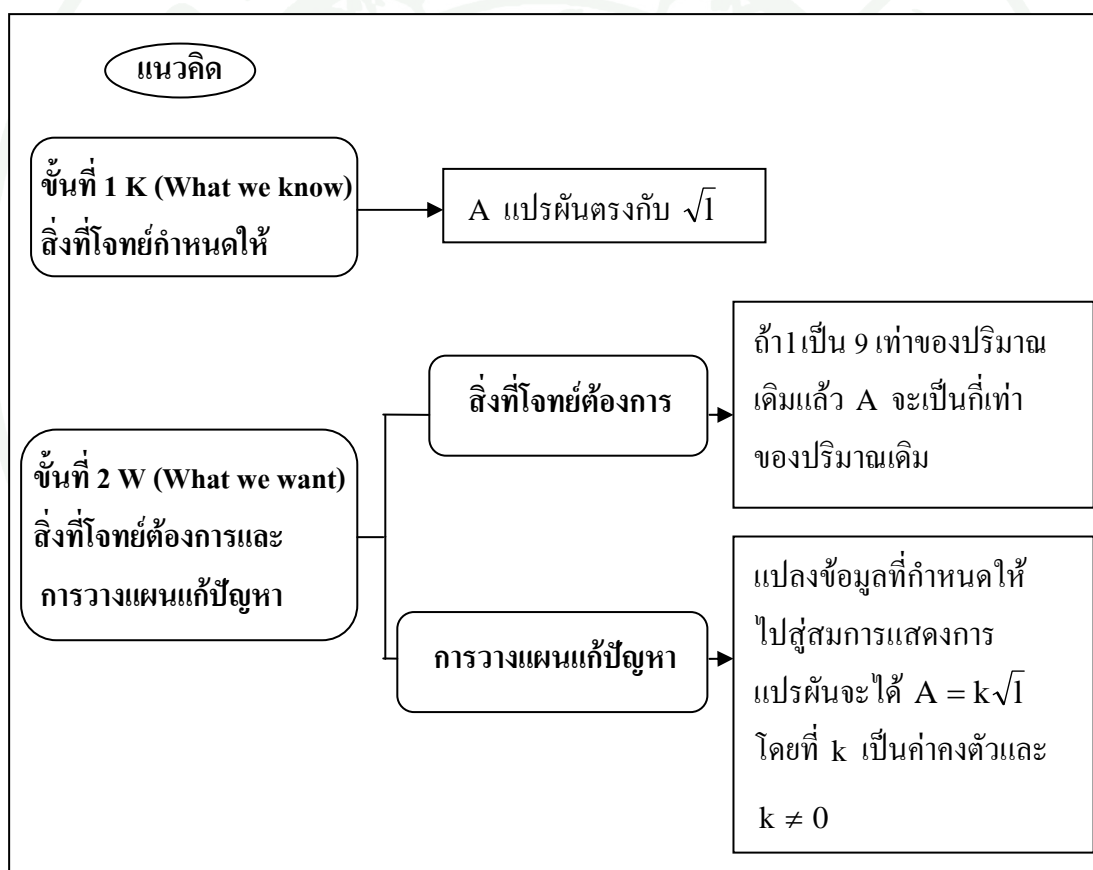 แนวคิด
ขั้นที่ 1 K (What we know)
สิ่งที่โจทย์กำหนดให้
A แปรผันตรงกับ √l
ขั้นที่ 2 W (What we want)
สิ่งที่โจทย์ต้องการและ
การวางแผนแก้ปัญหา
สิ่งที่โจทย์ต้องการ
ถ้าlเป็น 9 เท่าของปริมาณ
เดิมแล้ว A จะเป็นกี่เท่า
ของปริมาณเดิม
การวางแผนแก้ปัญหา
แปลงข้อมูลที่กำหนดให้
ไปสู่สมการแสดงการ
แปรผันจะได้ A = k√l
โดยที่ k เป็นค่าคงตัวและ
k ≠ 0